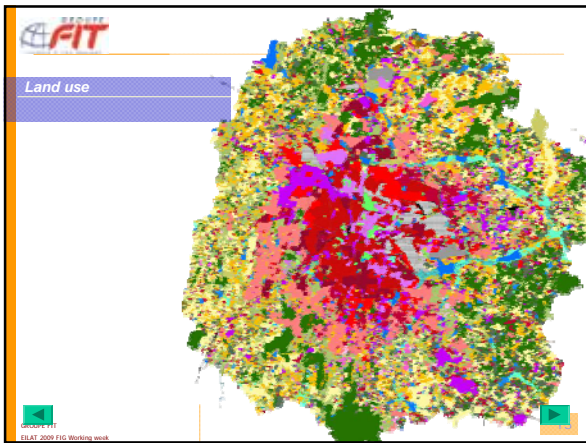 GROUPE
FIT
Land use
GROUPE FIT
EILAT 2009 FIG Working week